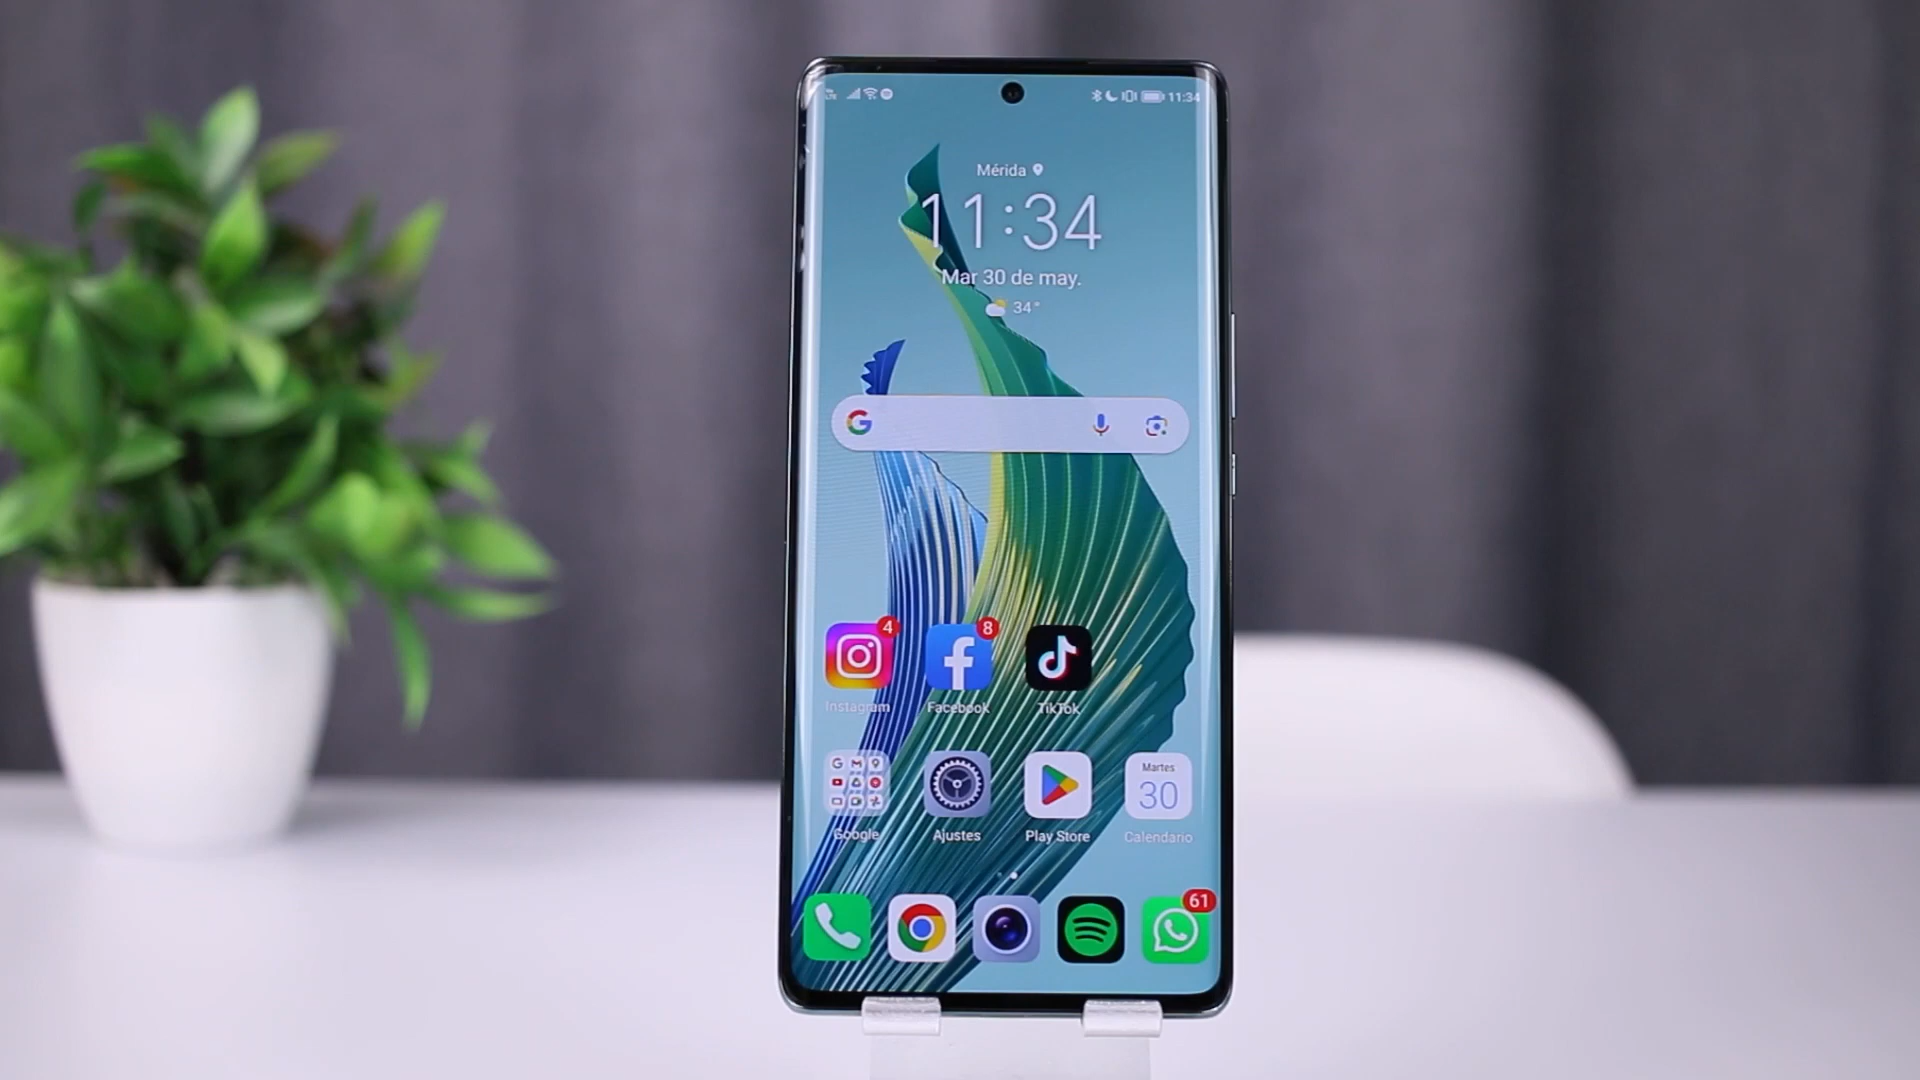 11:34
Mérida
11:34
Mar 30 de may.
34°
4
8
Instagram
Facebook
TikTok
Martes
30
Google
Ajustes
Play Store
Calendario
61